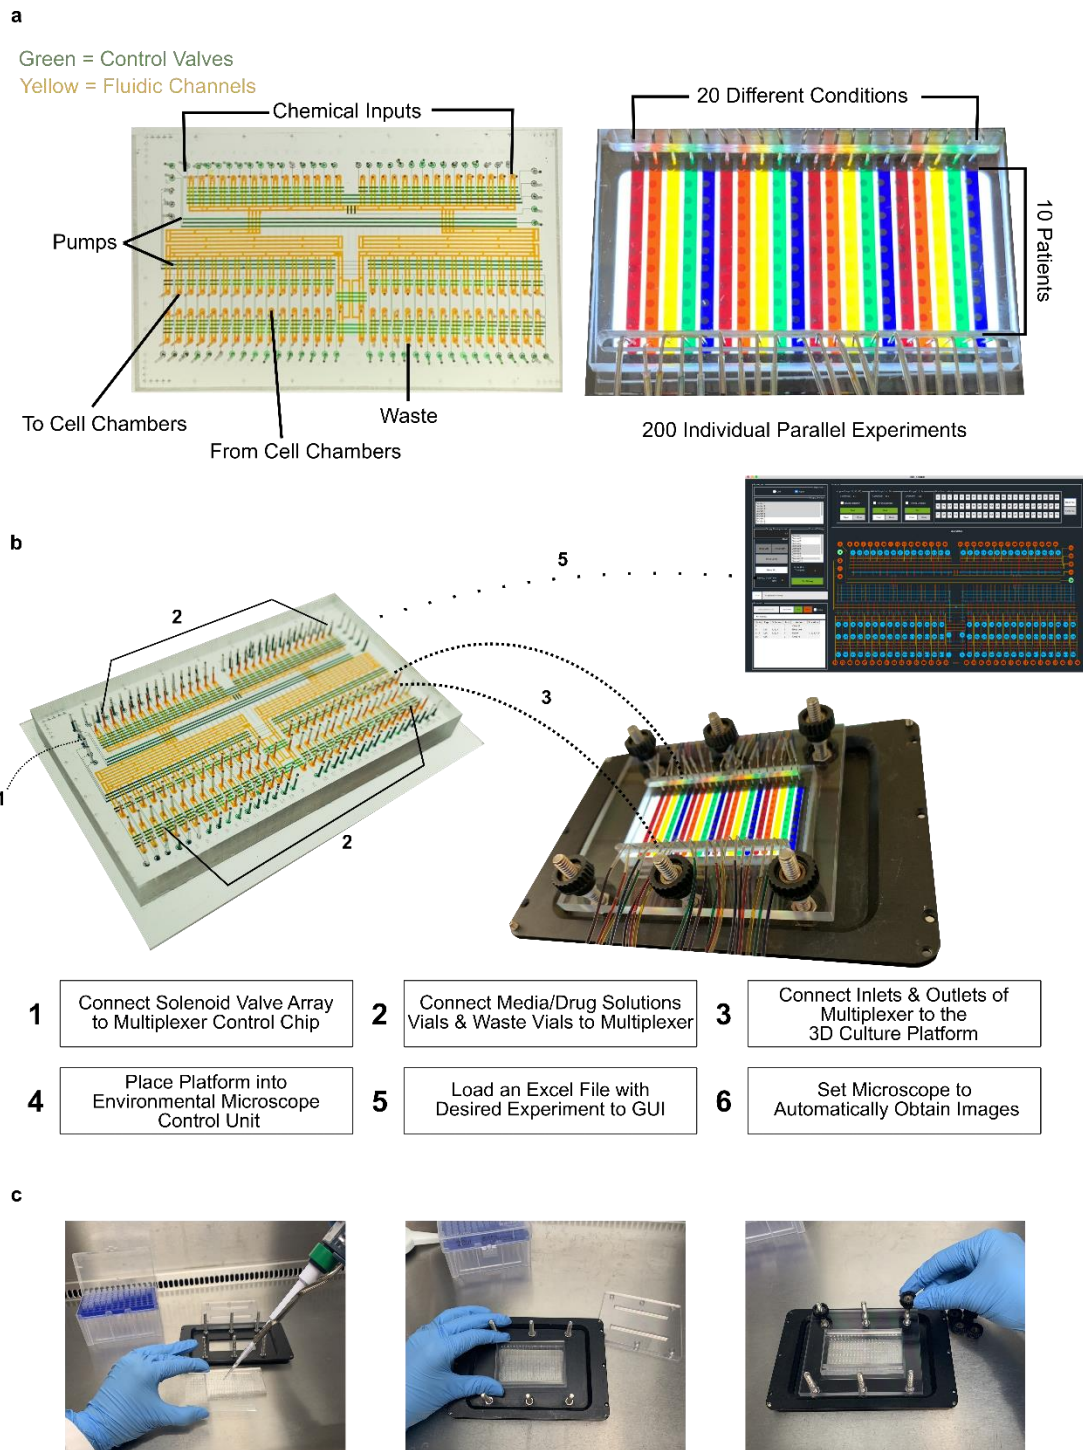 a
Green = Control Valves
Yellow = Fluidic Channels
Chemical Inputs
Pumps
To Cell Chambers
From Cell Chambers
Waste
20 Different Conditions
10 Patients
200 Individual Parallel Experiments
b
5
2
3
1
2
1
Connect Solenoid Valve Array
to Multiplexer Control Chip
2
Connect Media/Drug Solutions
Vials & Waste Vials to Multiplexer
3
Connect Inlets & Outlets of
Multiplexer to the
3D Culture Platform
4
Place Platform into
Environmental Microscope
Control Unit
5
Load an Excel File with
Desired Experiment to GUI
6
Set Microscope to
Automatically Obtain Images
c